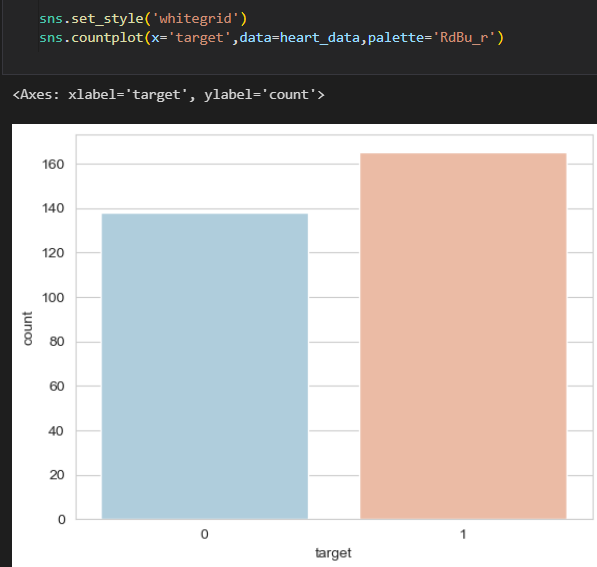 sns.set_style('whitegrid')
sns.countplot(x='target',data=heart_data,palette='RdBu_r')
<Axes: xlabel='target', ylabel='count'>
160
140
120
100
80
60
40
20
0
count
0 1
target